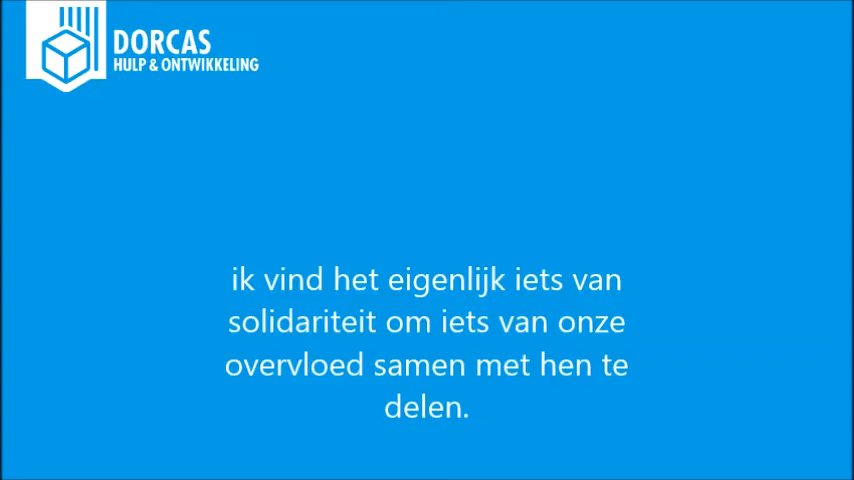 DORCAS
HULP & ONTWIKKELING
ik vind het eigenlijk iets van
solidariteit om iets van onze
overvloed samen met hen te
delen.